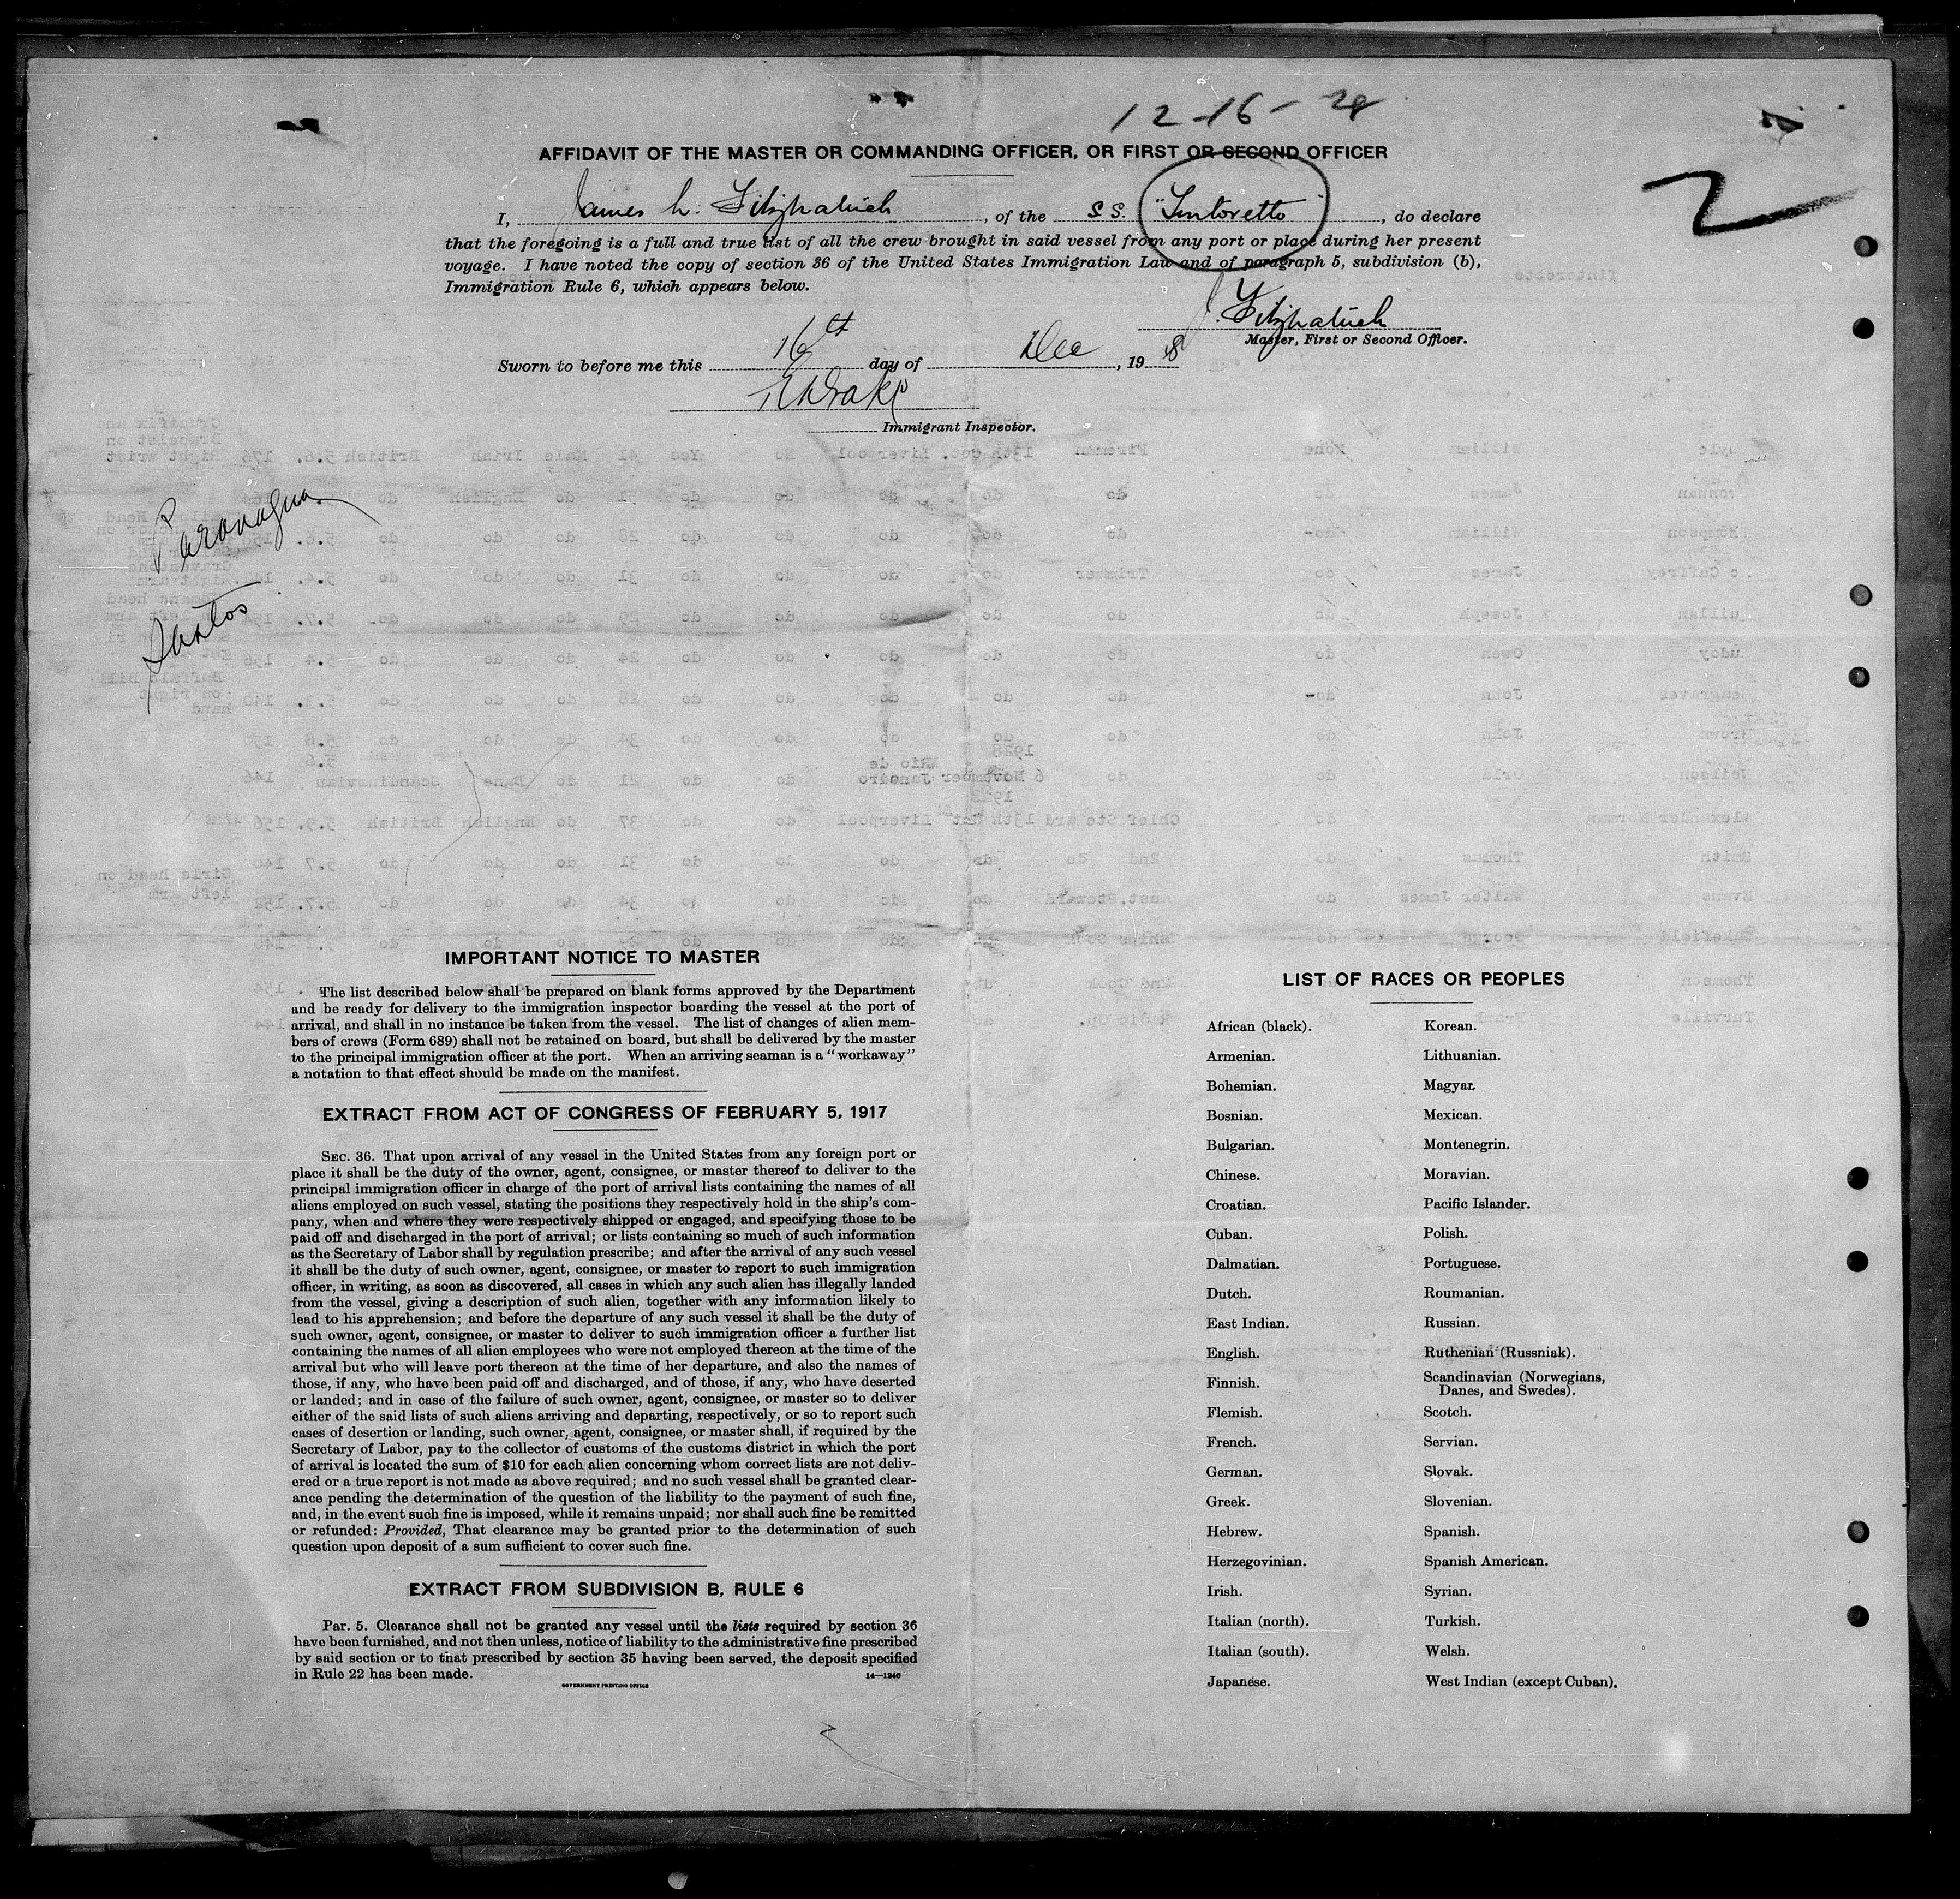 12-16-28
AFFIDAVIT OF THE MASTER OR COMMANDING OFFICER, OR FIRST OR SECOND OFFICER
2
I, James L. Fitzpatrick, of the S.S. "Tintoretto", do declare
that the foregoing is a full and true list of all the crew brought in said vessel from any port or place during her present
voyage. I have noted the copy of section 36 of the United States Immigration Law and of paragraph 5, subdivision (b),
Immigration Rule 6, which appears below.
J. Fitzpatrick
Master, First or Second Officer.
Sworn to before me this 16th day of Dec, 1928
Immigrant Inspector.
Paranagua
Santos
IMPORTANT NOTICE TO MASTER
The list described below shall be prepared on blank forms approved by the Department
and be ready for delivery to the immigration inspector boarding the vessel at the port of
arrival, and shall in no instance be taken from the vessel. The list of changes of alien mem-
bers of crews (Form 689) shall not be retained on board, but shall be delivered by the master
to the principal immigration officer at the port. When an arriving seaman is a "workaway"
a notation to that effect should be made on the manifest.
EXTRACT FROM ACT OF CONGRESS OF FEBRUARY 5, 1917
SEC. 36. That upon arrival of any vessel in the United States from any foreign port or
place it shall be the duty of the owner, agent, consignee, or master thereof to deliver to the
principal immigration officer in charge of the port of arrival lists containing the names of all
aliens employed on such vessel, stating the positions they respectively hold in the ship's com-
pany, when and where they were respectively shipped or engaged, and specifying those to be
paid off and discharged in the port of arrival; or lists containing so much of such information
as the Secretary of Labor shall by regulation prescribe; and after the arrival of any such vessel
it shall be the duty of such owner, agent, consignee, or master to report to such immigration
officer, in writing, as soon as discovered, all cases in which any such alien has illegally landed
from the vessel, giving a description of such alien, together with any information likely to
lead to his apprehension; and before the departure of any such vessel it shall be the duty of
such owner, agent, consignee, or master to deliver to such immigration officer a further list
containing the names of all alien employees who were not employed thereon at the time of the
arrival but who will leave port thereon at the time of her departure, and also the names of
those, if any, who have been paid off and discharged, and of those, if any, who have deserted
or landed; and in case of the failure of such owner, agent, consignee, or master so to deliver
either of the said lists of such aliens arriving and departing, respectively, or so to report such
cases of desertion or landing, such owner, agent, consignee, or master shall, if required by the
Secretary of Labor, pay to the collector of customs of the customs district in which the port
of arrival is located the sum of $10 for each alien concerning whom correct lists are not deliv-
ered or a true report is not made as above required; and no such vessel shall be granted clear-
ance pending the determination of the question of the liability to the payment of such fine,
and, in the event such fine is imposed, while it remains unpaid; nor shall such fine be remitted
or refunded: Provided, That clearance may be granted prior to the determination of such
question upon deposit of a sum sufficient to cover such fine.
EXTRACT FROM SUBDIVISION B, RULE 6
Par. 5. Clearance shall not be granted any vessel until the lists required by section 36
have been furnished, and not then unless, notice of liability to the administrative fine prescribed
by said section or to that prescribed by section 35 having been served, the deposit specified
in Rule 22 has been made. 14—1240
GOVERNMENT PRINTING OFFICE
LIST OF RACES OR PEOPLES
African (black). Korean.
Armenian. Lithuanian.
Bohemian. Magyar.
Bosnian. Mexican.
Bulgarian. Montenegrin.
Chinese. Moravian.
Croatian. Pacific Islander.
Cuban. Polish.
Dalmatian. Portuguese.
Dutch. Roumanian.
East Indian. Russian.
English. Ruthenian (Russniak).
Finnish. Scandinavian (Norwegians,
Danes, and Swedes).
Flemish. Scotch.
French. Servian.
German. Slovak.
Greek. Slovenian.
Hebrew. Spanish.
Herzegovinian. Spanish American.
Irish. Syrian.
Italian (north). Turkish.
Italian (south). Welsh.
Japanese. West Indian (except Cuban).